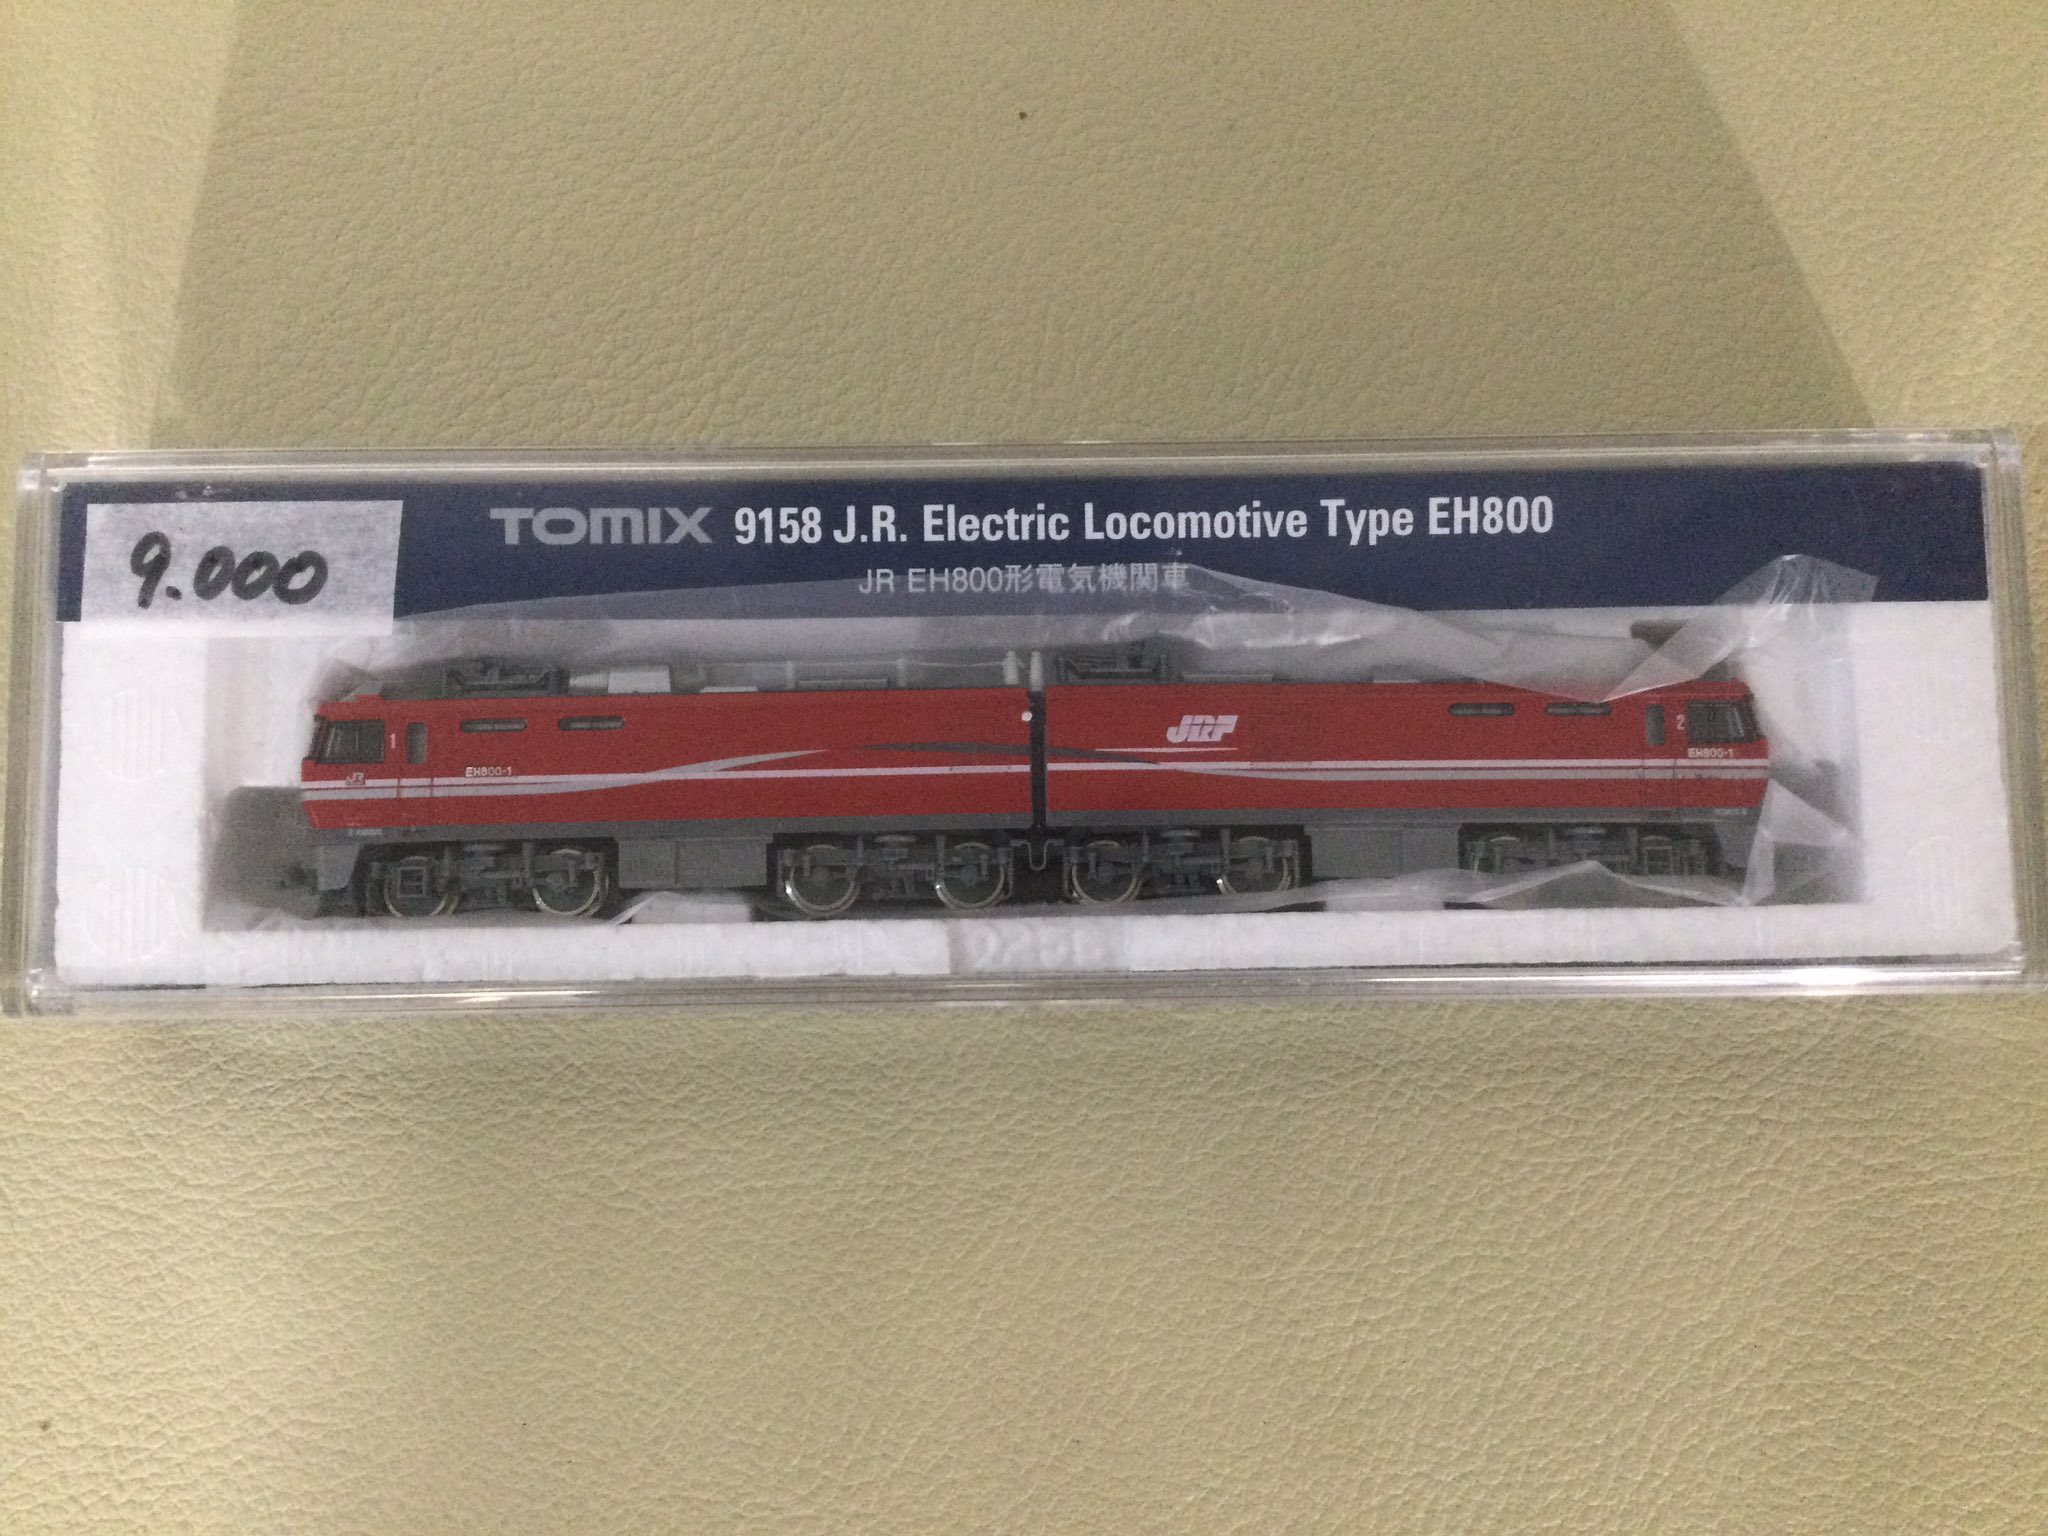 9.000
TOMIX 9158 J.R. Electric Locomotive Type EH800
JR EH800形電気機関車
JRF
1
2
EH800-1
EH800-1
JR